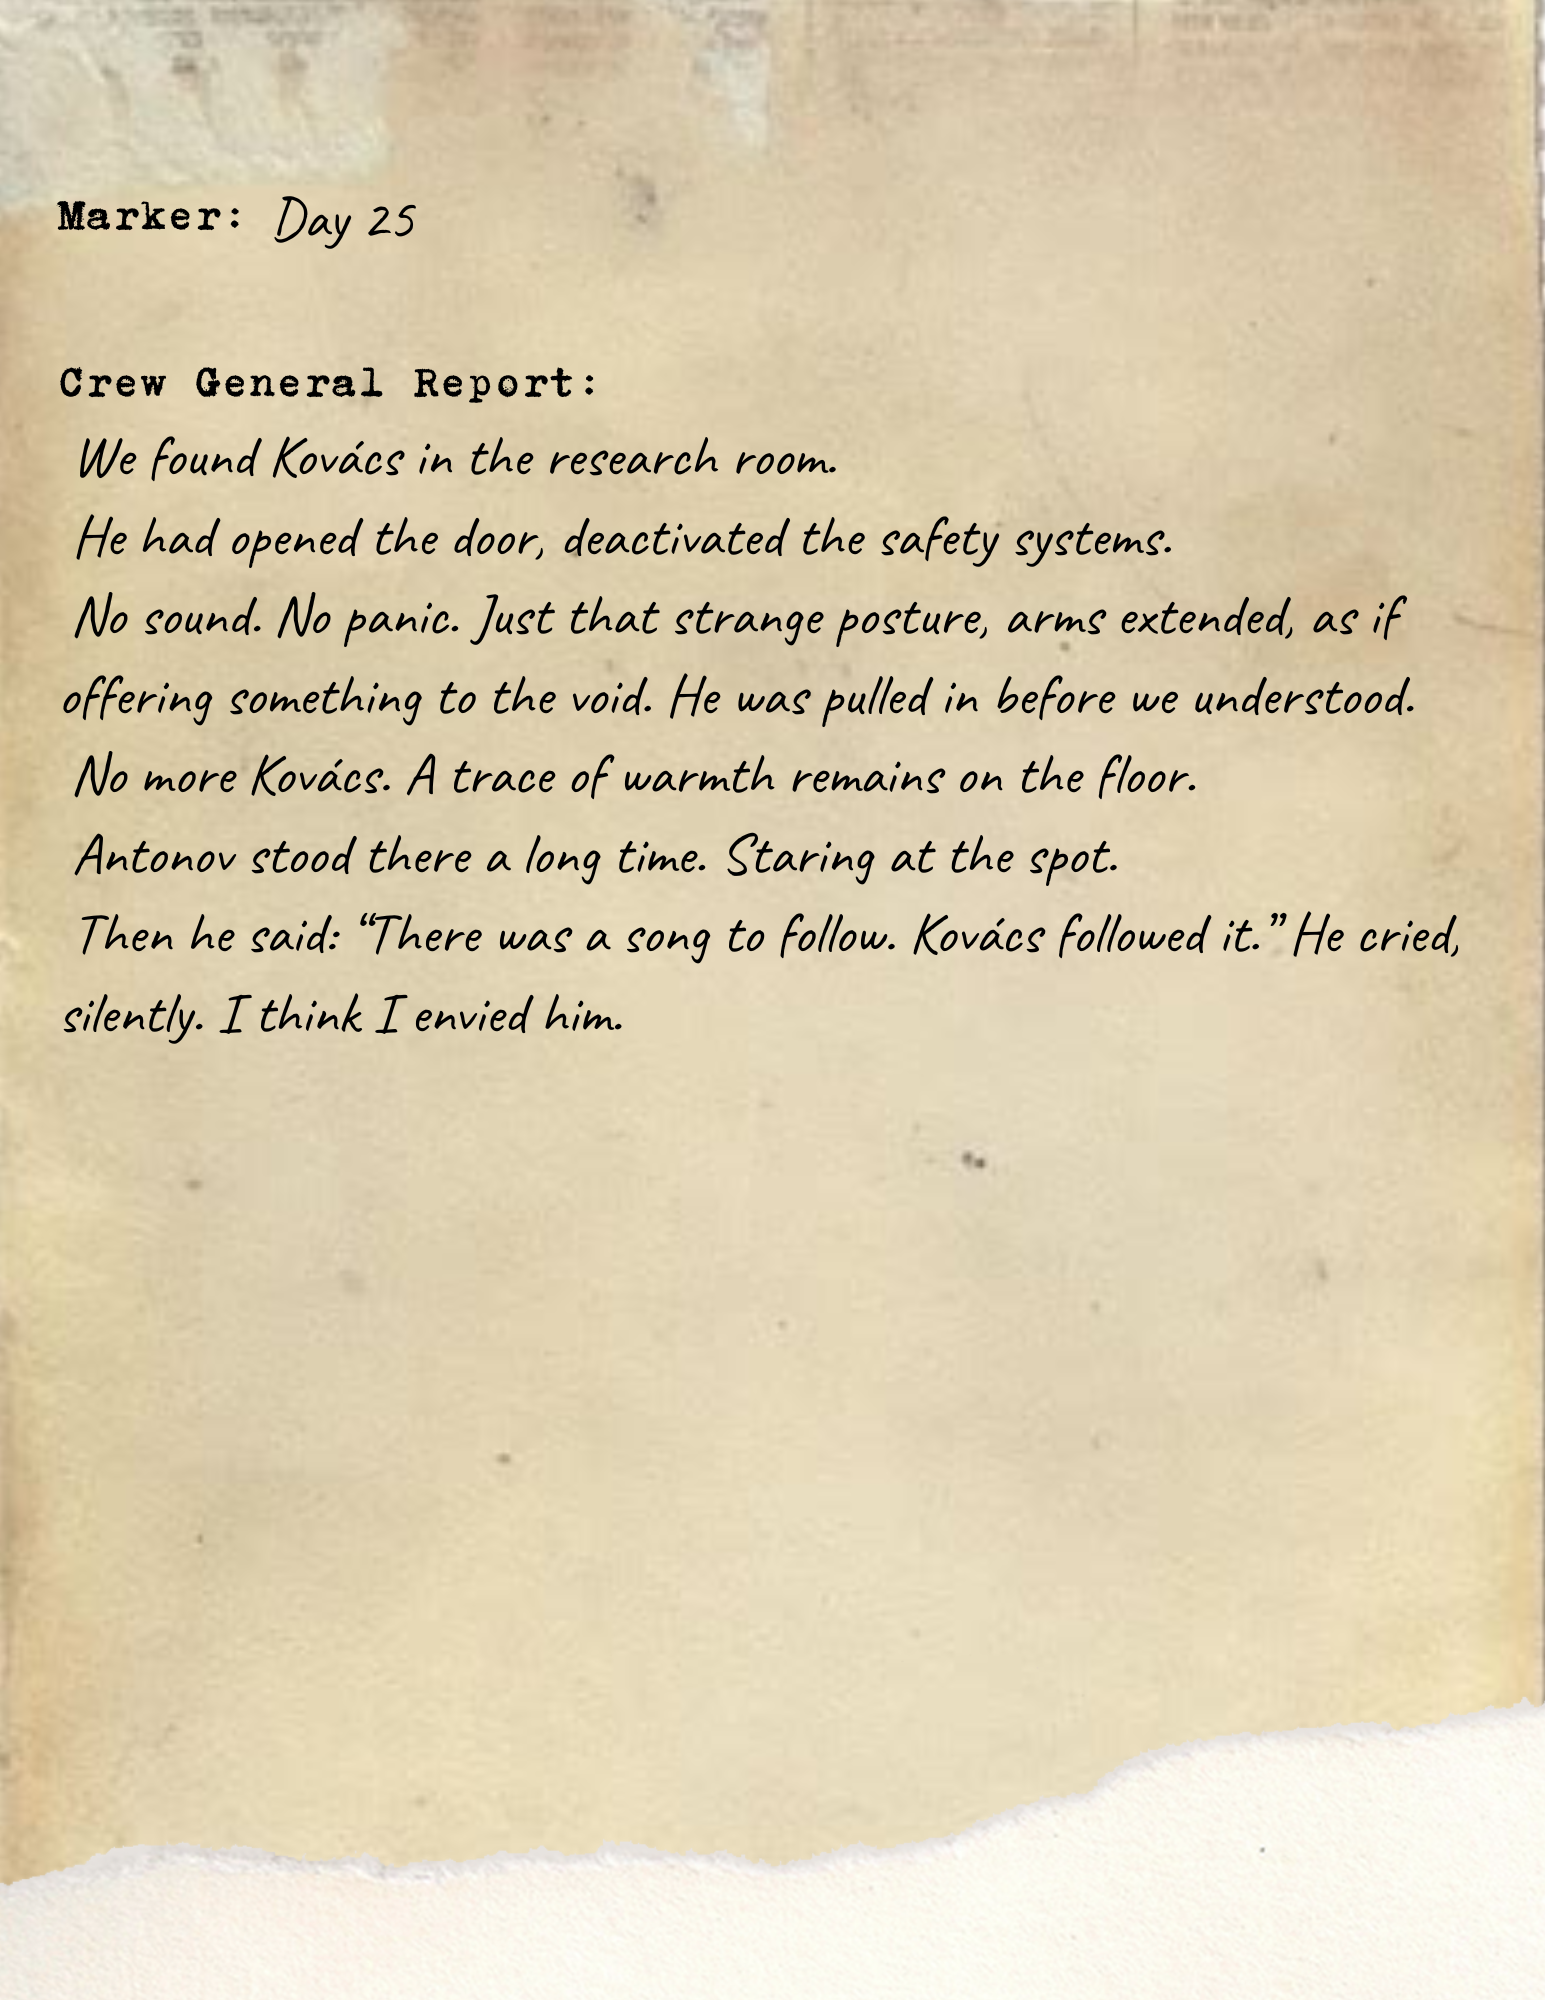 Marker: Day 25
Crew General Report:
We found Kovács in the research room.
He had opened the door, deactivated the safety systems.
No sound. No panic. Just that strange posture, arms extended, as if
offering something to the void. He was pulled in before we understood.
No more Kovács. A trace of warmth remains on the floor.
Antonov stood there a long time. Staring at the spot.
Then he said: “There was a song to follow. Kovács followed it.” He cried,
silently. I think I envied him.